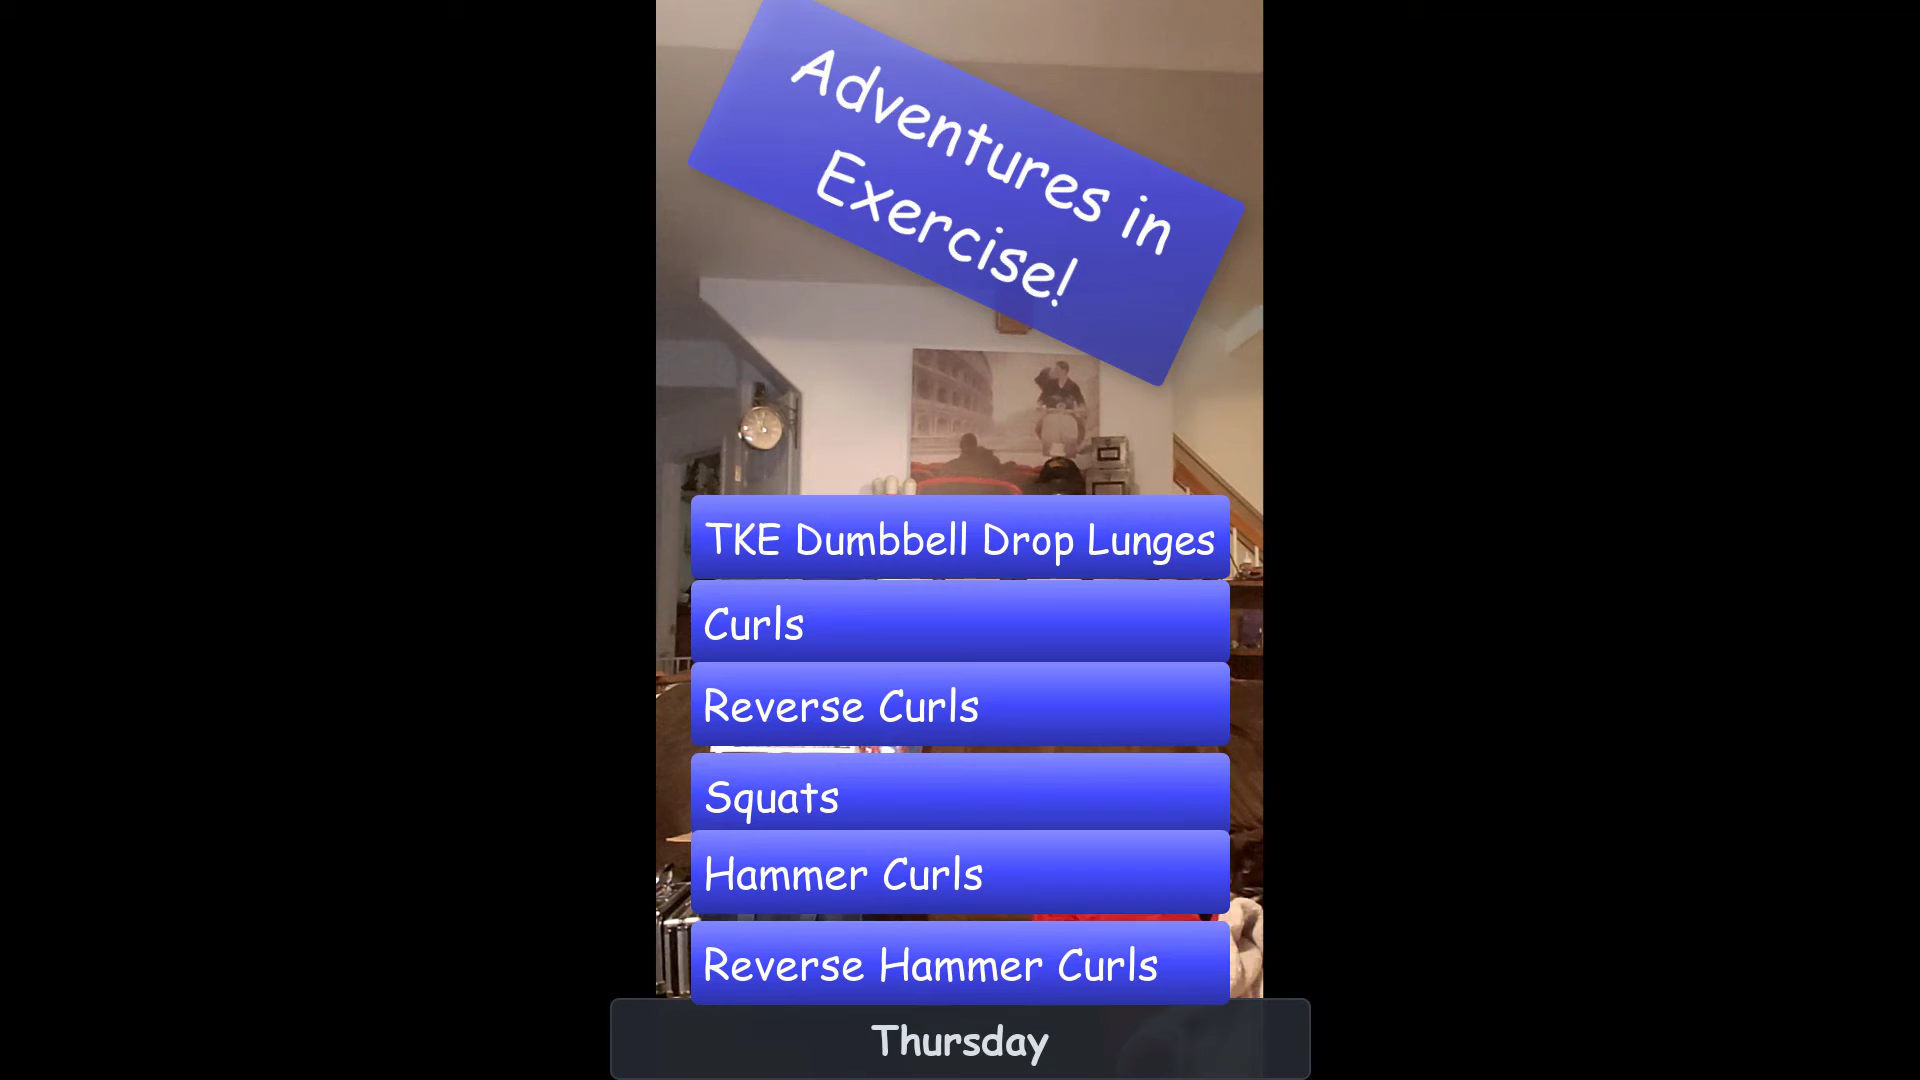 Adventures in
Exercise!
TKE Dumbbell Drop Lunges
Curls
Reverse Curls
Squats
Hammer Curls
Reverse Hammer Curls
Thursday